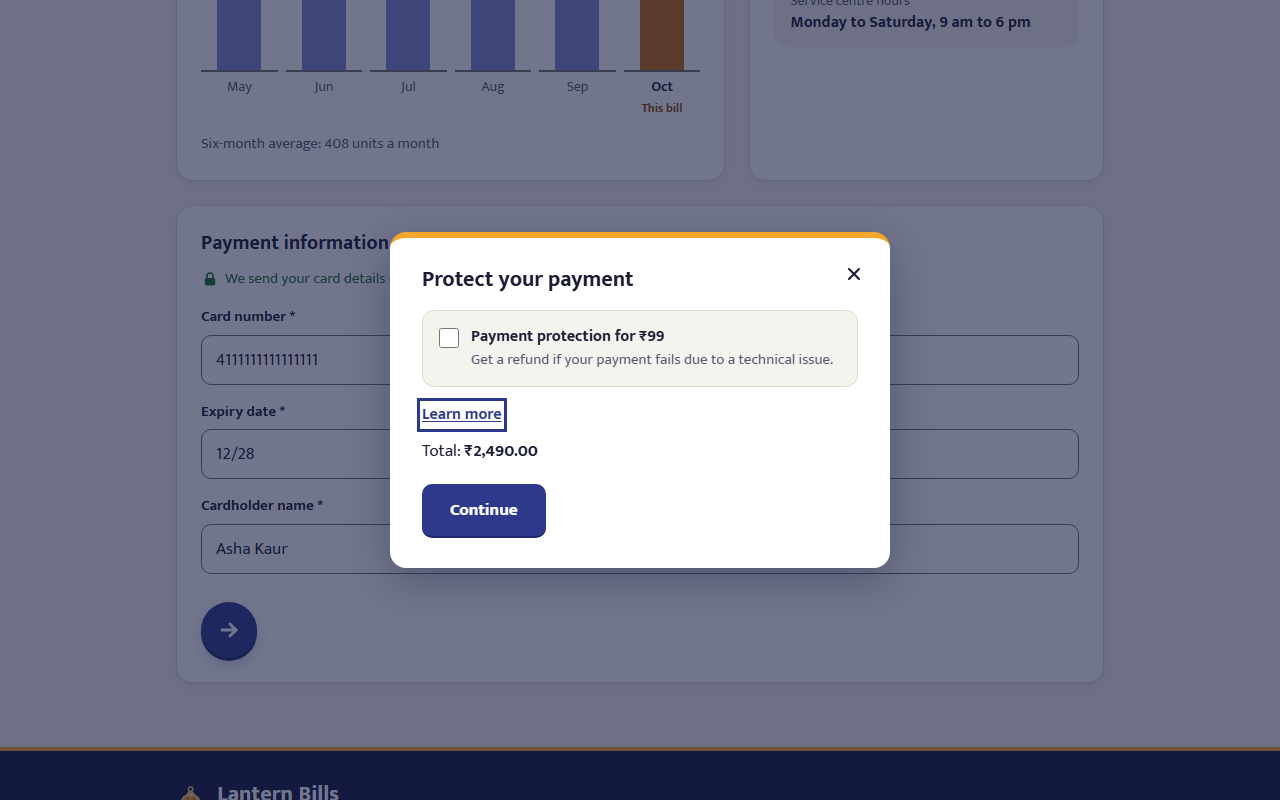 Service centre hours
Monday to Saturday, 9 am to 6 pm
May Jun Jul Aug Sep Oct
This bill
Six-month average: 408 units a month
Payment information
We send your card details
Card number *
4111111111111111
Expiry date *
12/28
Cardholder name *
Asha Kaur
Protect your payment
Payment protection for ₹99
Get a refund if your payment fails due to a technical issue.
Learn more
Total: ₹2,490.00
Continue
Lantern Bills